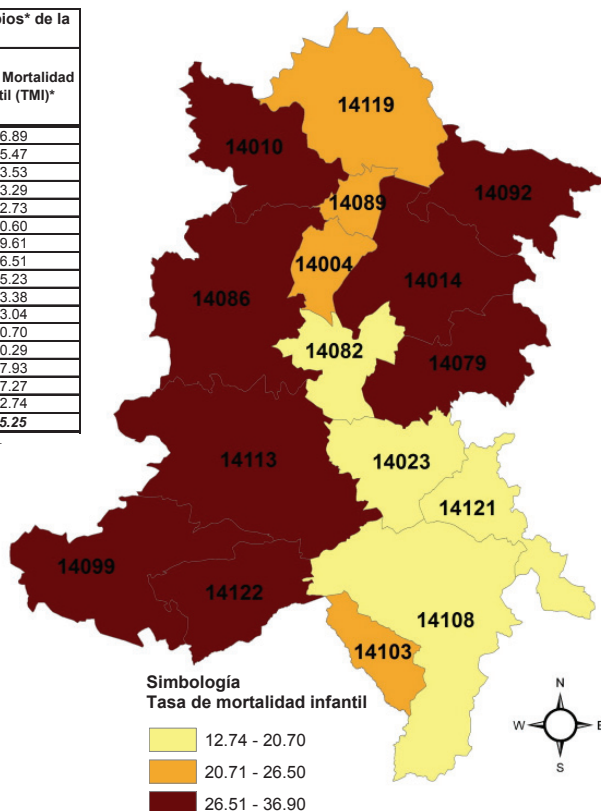 pios* de la
Mortalidad
til (TMI)*
6.89
5.47
3.53
3.29
2.73
0.60
9.61
6.51
5.23
3.38
3.04
0.70
0.29
7.93
7.27
2.74
5.25
14119
14010
14092
14089
14004
14014
14086
14082
14079
14113
14023
14121
14099
14122
14108
14103
Simbología
Tasa de mortalidad infantil
12.74 - 20.70
20.71 - 26.50
26.51 - 36.90
N
W
E
S